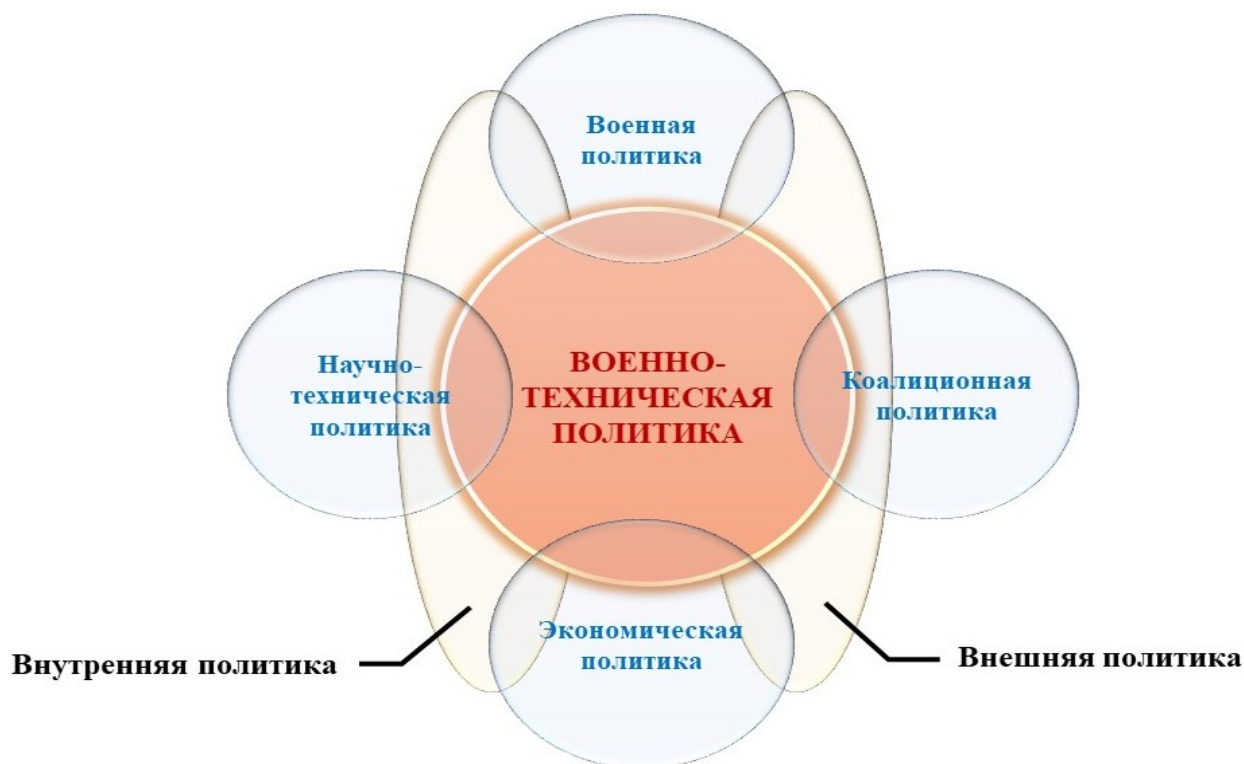 Военная
политика
Научно-
техническая
политика
ВОЕННО-
ТЕХНИЧЕСКАЯ
ПОЛИТИКА
Коалиционная
политика
Экономическая
политика
Внутренняя политика
Внешняя политика